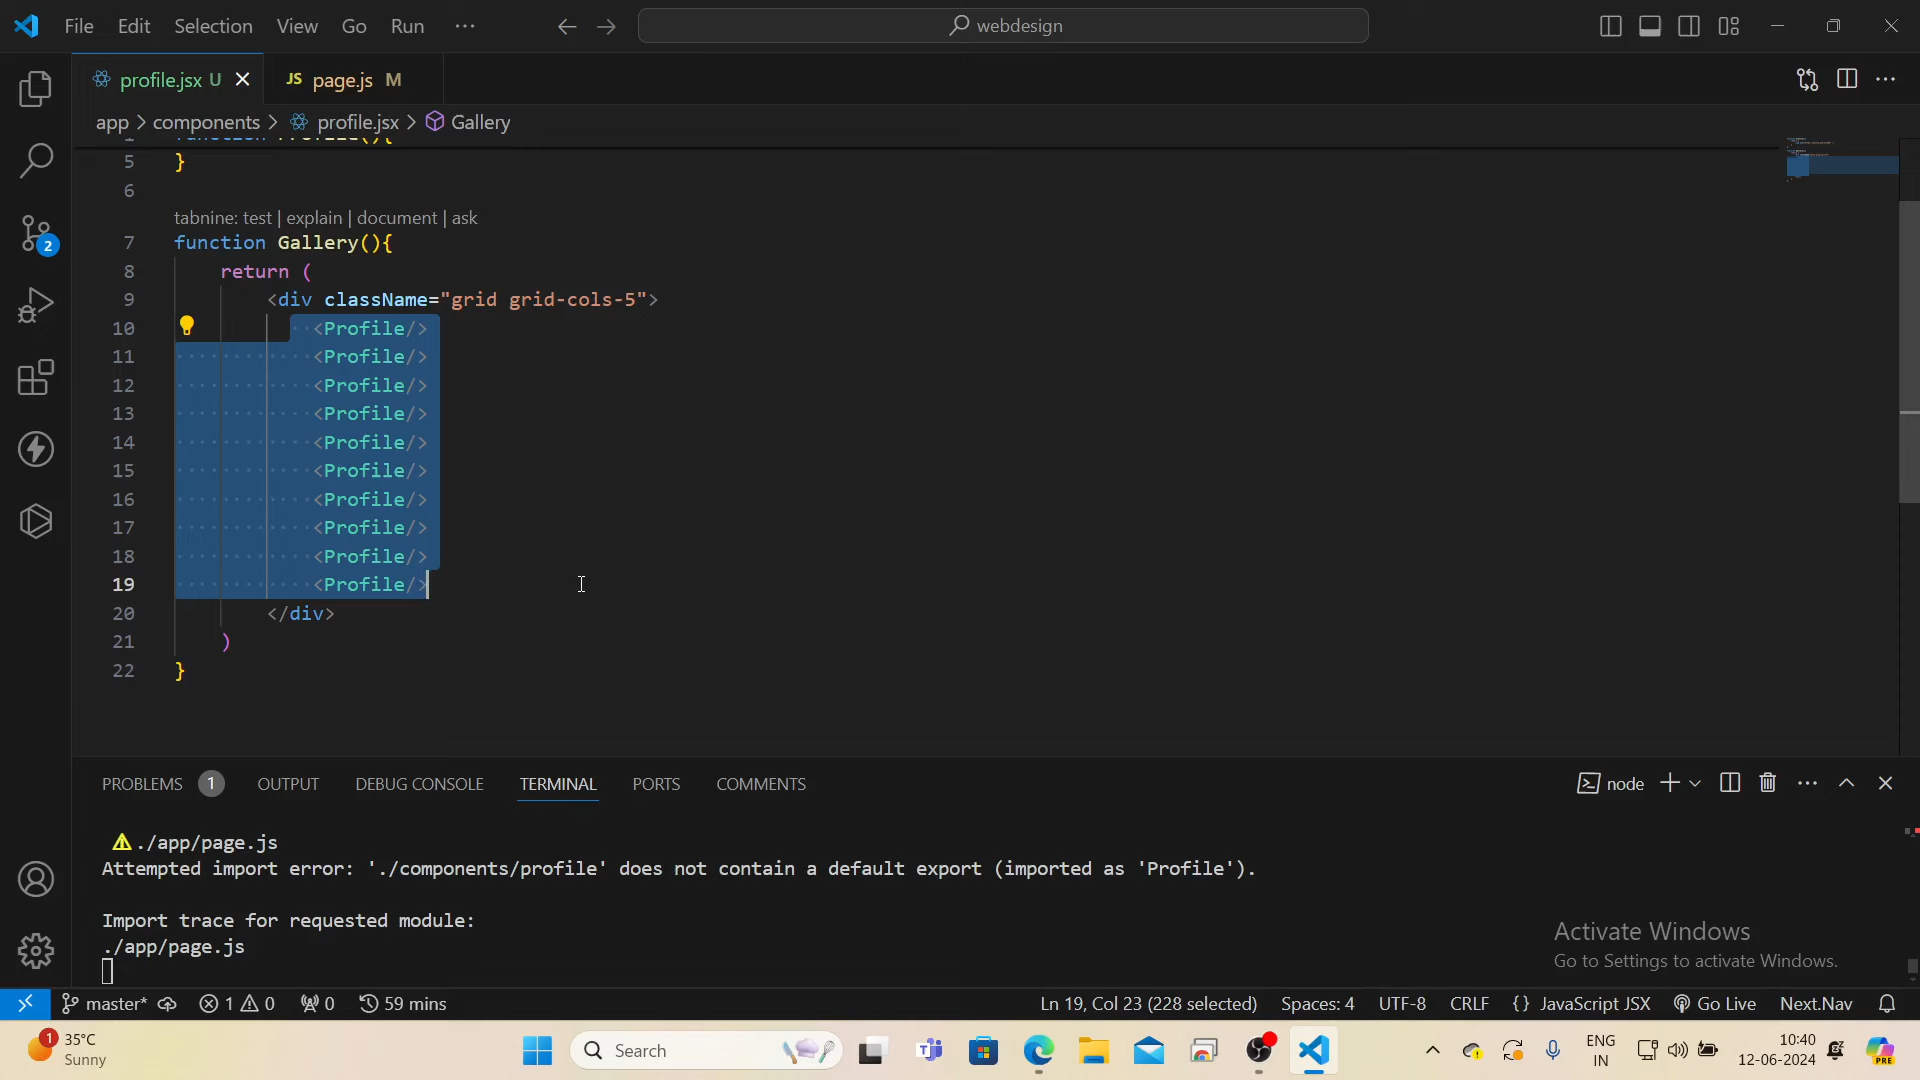 File Edit Selection View Go Run ··· webdesign
profile.jsx U JS page.js M
app > components > profile.jsx > Gallery
5 }
6
tabnine: test | explain | document | ask
7 function Gallery(){
8 return (
9 <div className="grid grid-cols-5">
10 <Profile/>
11 <Profile/>
12 <Profile/>
13 <Profile/>
14 <Profile/>
15 <Profile/>
16 <Profile/>
17 <Profile/>
18 <Profile/>
19 <Profile/>
20 </div>
21 )
22 }
2
PROBLEMS 1 OUTPUT DEBUG CONSOLE TERMINAL PORTS COMMENTS node
./app/page.js
Attempted import error: './components/profile' does not contain a default export (imported as 'Profile').
Import trace for requested module:
./app/page.js
Activate Windows
Go to Settings to activate Windows.
master* 1 0 0 59 mins Ln 19, Col 23 (228 selected) Spaces: 4 UTF-8 CRLF {} JavaScript JSX Go Live Next.Nav
1 35°C
Sunny
Search
ENG
IN
10:40
12-06-2024
PRE